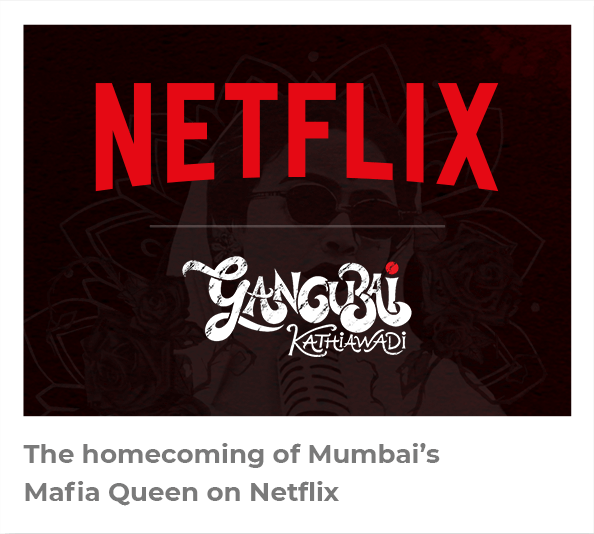 NETFLIX
GANGUBAI
KATHIAWADI
The homecoming of Mumbai’s
Mafia Queen on Netflix